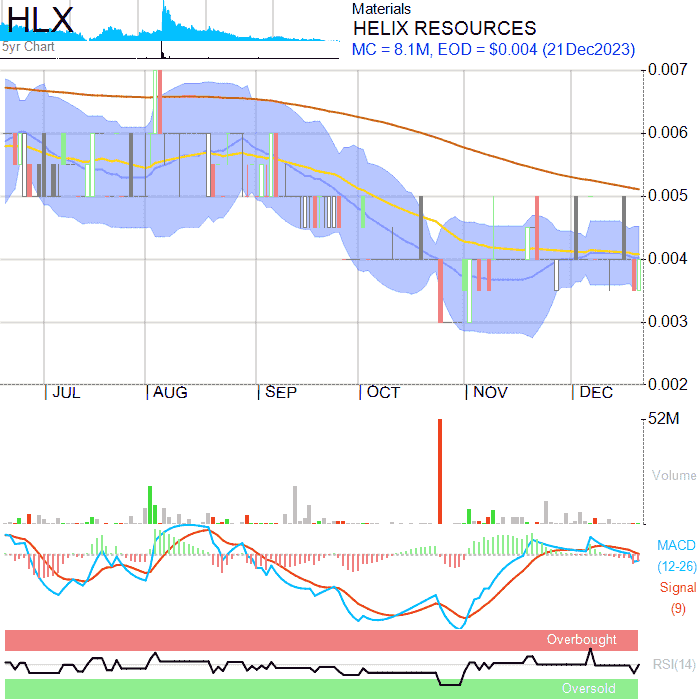 HLX
5yr Chart
Materials
HELIX RESOURCES
MC = 8.1M, EOD = $0.004 (21Dec2023)
0.007
0.006
0.005
0.004
0.003
0.002
JUL AUG SEP OCT NOV DEC
52M
Volume
MACD
(12-26)
Signal
(9)
Overbought
RSI(14)
Oversold